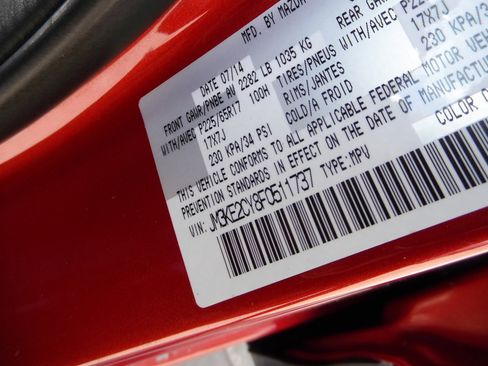 MFD. BY MAZDA
DATE 07/14
FRONT GAWR/PNBE AV 2282 LB 1035 KG REAR
WITH/AVEC P225/65R17 100H TIRES/PNEUS WITH/AVEC P225
17X7J RIMS/JANTES 17X7J
230 KPA/34 PSI COLD/A FROID 230 KPA/
THIS VEHICLE CONFORMS TO ALL APPLICABLE FEDERAL MOTOR VEHIC
PREVENTION STANDARDS IN EFFECT ON THE DATE OF MANUFACTURE
VIN: JM3KE2CY8F0511737 TYPE:MPV COLOR